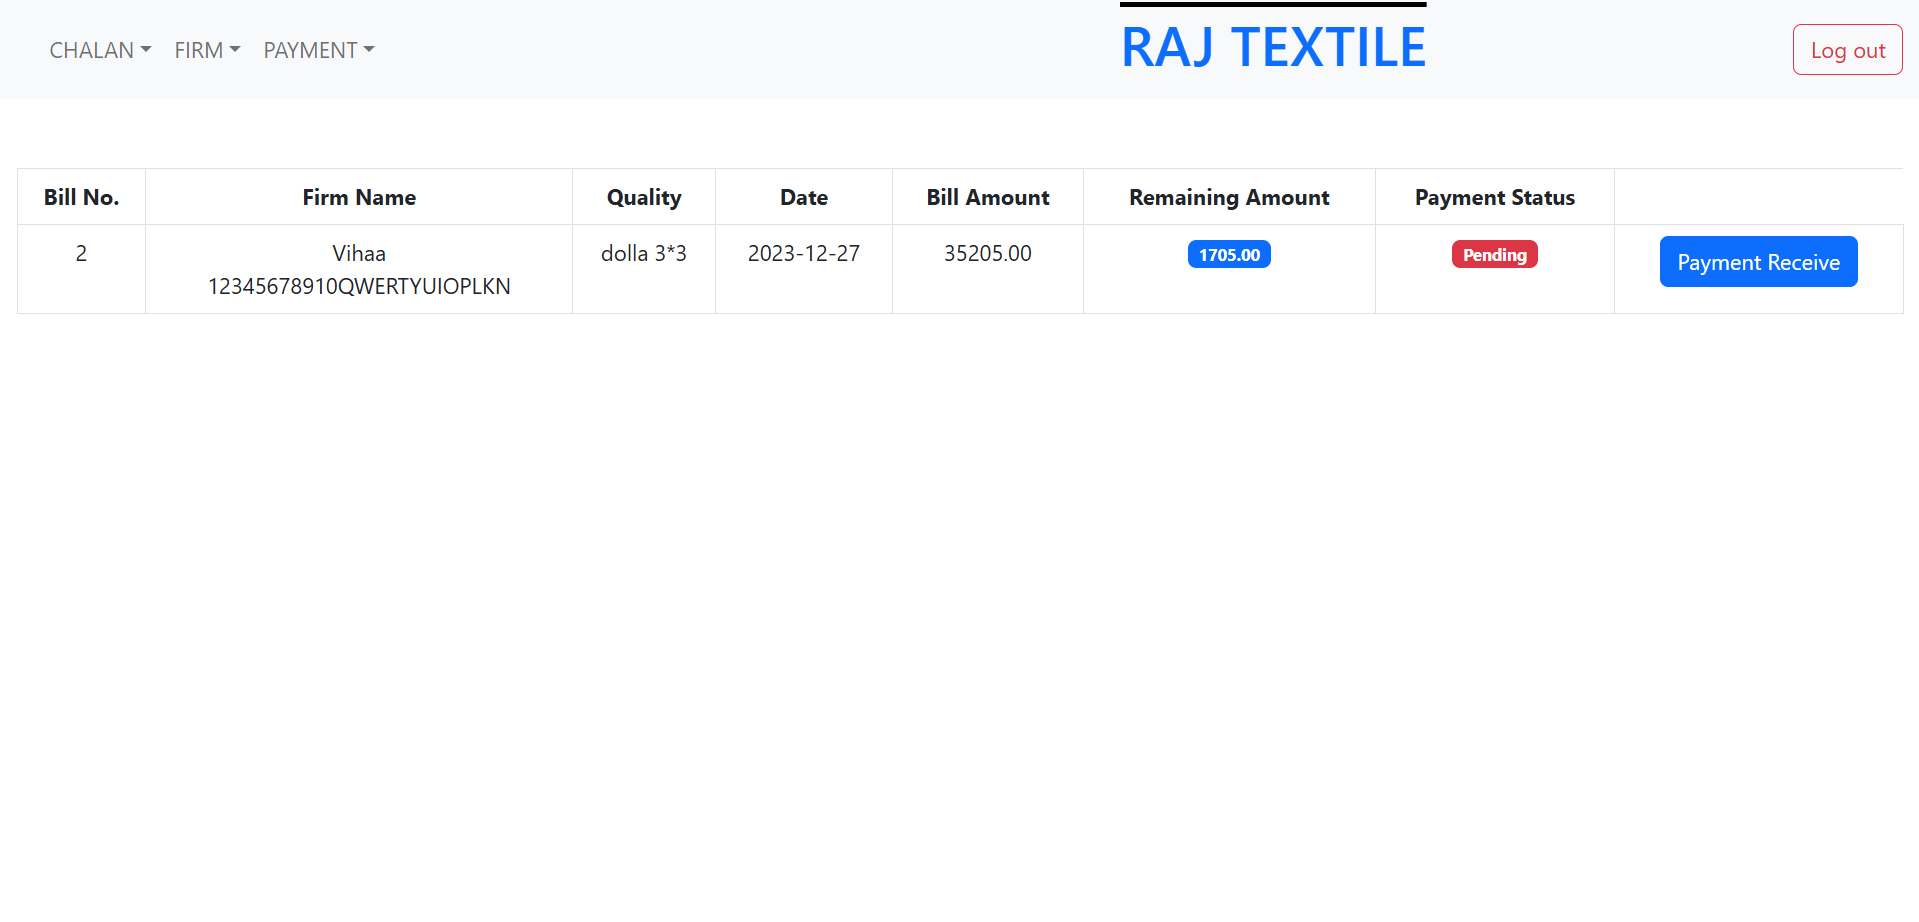 CHALAN FIRM PAYMENT RAJ TEXTILE Log out
Bill No. Firm Name Quality Date Bill Amount Remaining Amount Payment Status
2 Vihaa dolla 3*3 2023-12-27 35205.00 1705.00 Pending Payment Receive
12345678910QWERTYUIOPLKN